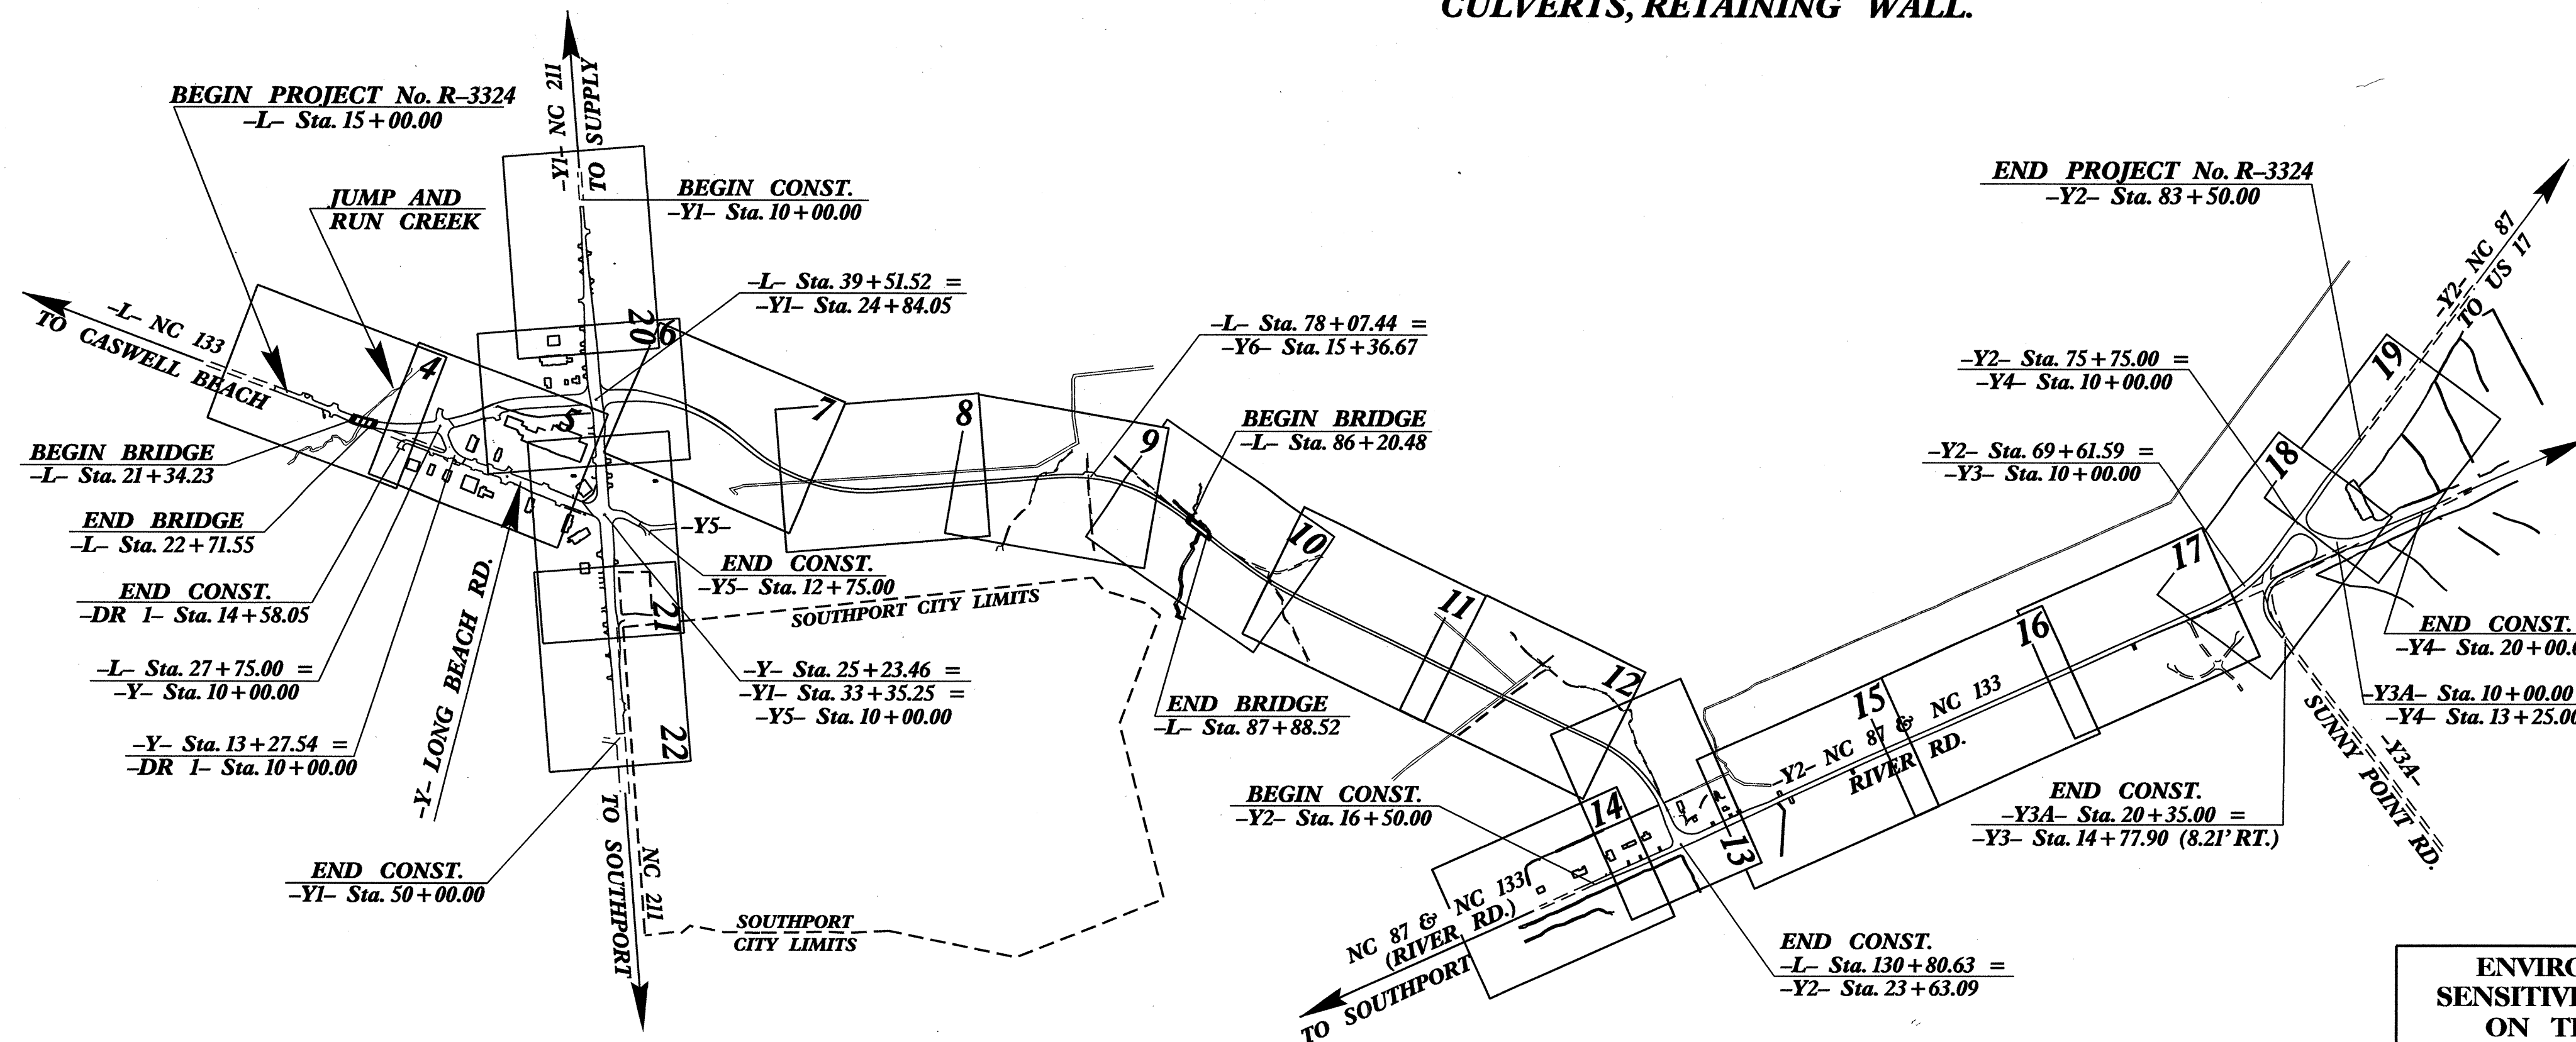 CULVERTS, RETAINING WALL.
BEGIN PROJECT No. R-3324
-L- Sta. 15+00.00
JUMP AND
RUN CREEK
-Y1- NC 211
TO SUPPLY
BEGIN CONST.
-Y1- Sta. 10+00.00
-L- Sta. 39+51.52 =
-Y1- Sta. 24+84.05
-L- NC 133
TO CASWELL BEACH
BEGIN BRIDGE
-L- Sta. 21+34.23
END BRIDGE
-L- Sta. 22+71.55
END CONST.
-DR 1- Sta. 14+58.05
-L- Sta. 27+75.00 =
-Y- Sta. 10+00.00
-Y- Sta. 13+27.54 =
-DR 1- Sta. 10+00.00
-Y- LONG BEACH RD.
END CONST.
-Y1- Sta. 50+00.00
4
5
20
6
21
22
7
8
9
10
11
12
-Y5-
END CONST.
-Y5- Sta. 12+75.00
SOUTHPORT CITY LIMITS
-Y- Sta. 25+23.46 =
-Y1- Sta. 33+35.25 =
-Y5- Sta. 10+00.00
TO SOUTHPORT
NC 211
SOUTHPORT
CITY LIMITS
-L- Sta. 78+07.44 =
-Y6- Sta. 15+36.67
BEGIN BRIDGE
-L- Sta. 86+20.48
END BRIDGE
-L- Sta. 87+88.52
BEGIN CONST.
-Y2- Sta. 16+50.00
14
13
15
16
17
18
19
NC 87 & NC 133
(RIVER RD.)
TO SOUTHPORT
-Y2- NC 87 & NC 133
RIVER RD.
END CONST.
-L- Sta. 130+80.63 =
-Y2- Sta. 23+63.09
END PROJECT No. R-3324
-Y2- Sta. 83+50.00
-Y2- NC 87
TO US 17
-Y2- Sta. 75+75.00 =
-Y4- Sta. 10+00.00
-Y2- Sta. 69+61.59 =
-Y3- Sta. 10+00.00
END CONST.
-Y4- Sta. 20+00.
-Y3A- Sta. 10+00.00
-Y4- Sta. 13+25.00
-Y3A-
SUNNY POINT RD.
END CONST.
-Y3A- Sta. 20+35.00 =
-Y3- Sta. 14+77.90 (8.21' RT.)
ENVIRO
SENSITIVE
ON T